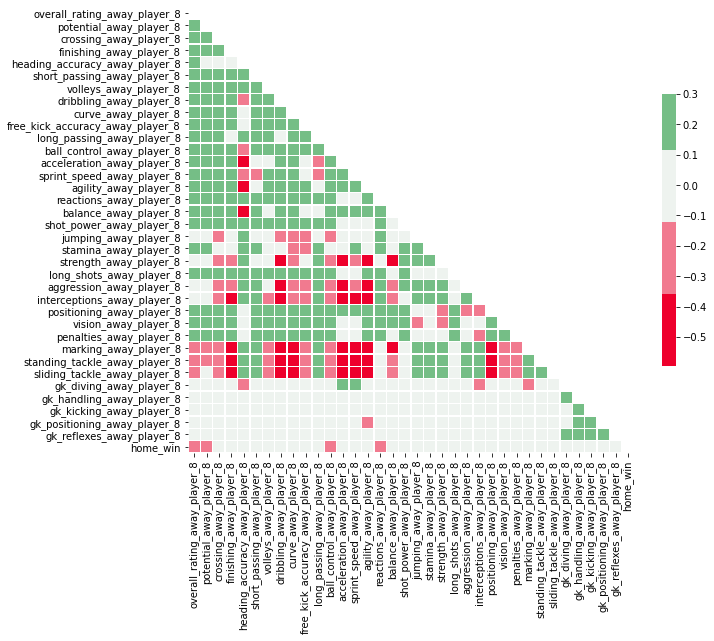 overall_rating_away_player_8
potential_away_player_8
crossing_away_player_8
finishing_away_player_8
heading_accuracy_away_player_8
short_passing_away_player_8
volleys_away_player_8
dribbling_away_player_8
curve_away_player_8
free_kick_accuracy_away_player_8
long_passing_away_player_8
ball_control_away_player_8
acceleration_away_player_8
sprint_speed_away_player_8
agility_away_player_8
reactions_away_player_8
balance_away_player_8
shot_power_away_player_8
jumping_away_player_8
stamina_away_player_8
strength_away_player_8
long_shots_away_player_8
aggression_away_player_8
interceptions_away_player_8
positioning_away_player_8
vision_away_player_8
penalties_away_player_8
marking_away_player_8
standing_tackle_away_player_8
sliding_tackle_away_player_8
gk_diving_away_player_8
gk_handling_away_player_8
gk_kicking_away_player_8
gk_positioning_away_player_8
gk_reflexes_away_player_8
home_win
0.3
0.2
0.1
0.0
−0.1
−0.2
−0.3
−0.4
−0.5
overall_rating_away_player_8
potential_away_player_8
crossing_away_player_8
finishing_away_player_8
heading_accuracy_away_player_8
short_passing_away_player_8
volleys_away_player_8
dribbling_away_player_8
curve_away_player_8
free_kick_accuracy_away_player_8
long_passing_away_player_8
ball_control_away_player_8
acceleration_away_player_8
sprint_speed_away_player_8
agility_away_player_8
reactions_away_player_8
balance_away_player_8
shot_power_away_player_8
jumping_away_player_8
stamina_away_player_8
strength_away_player_8
long_shots_away_player_8
aggression_away_player_8
interceptions_away_player_8
positioning_away_player_8
vision_away_player_8
penalties_away_player_8
marking_away_player_8
standing_tackle_away_player_8
sliding_tackle_away_player_8
gk_diving_away_player_8
gk_handling_away_player_8
gk_kicking_away_player_8
gk_positioning_away_player_8
gk_reflexes_away_player_8
home_win